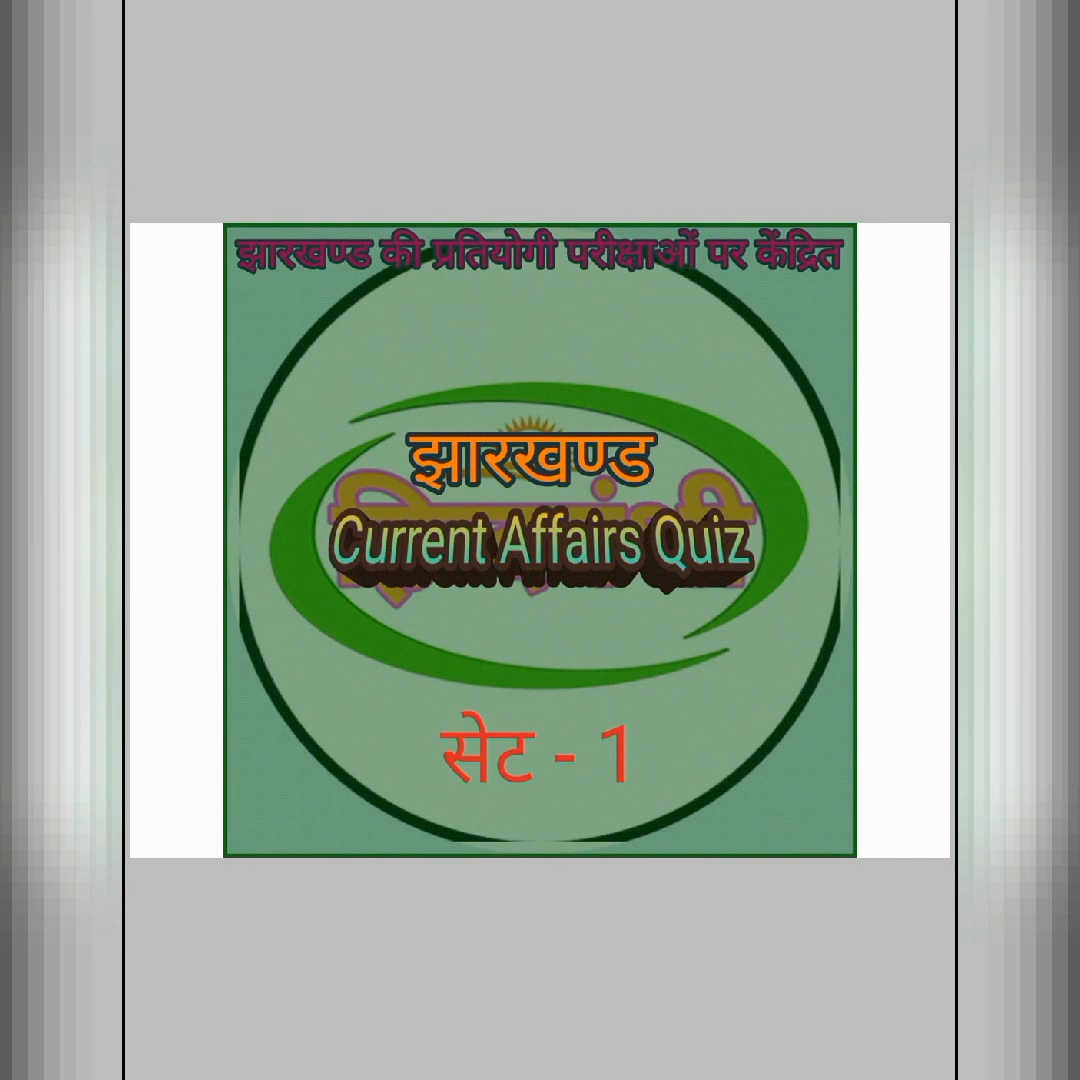 झारखण्ड की प्रतियोगी परीक्षाओं पर केंद्रित
झारखण्ड
Current Affairs Quiz
सेट - 1